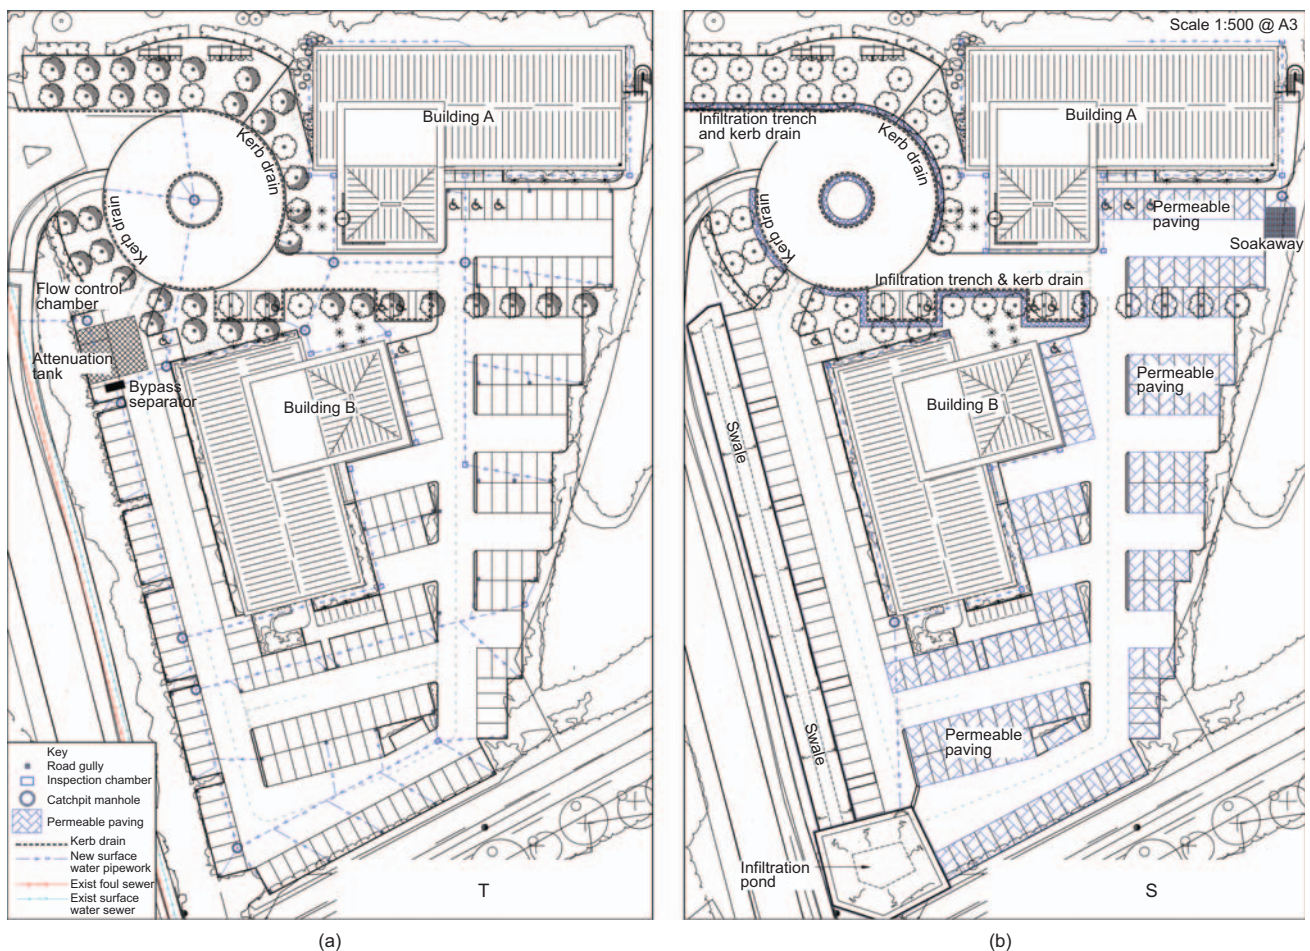 Building A
Kerb drain
Kerb drain
Flow control
chamber
Attenuation
tank
Bypass
separator
Building B
Key
Road gully
Inspection chamber
Catchpit manhole
Permeable paving
Kerb drain
New surface
water pipework
Exist foul sewer
Exist surface
water sewer
T
(a)
Scale 1:500 @ A3
Building A
Infiltration trench
and kerb drain
Kerb drain
Kerb drain
Permeable
paving
Soakaway
Infiltration trench & kerb drain
Permeable
paving
Building B
Swale
Swale
Permeable
paving
Infiltration
pond
S
(b)